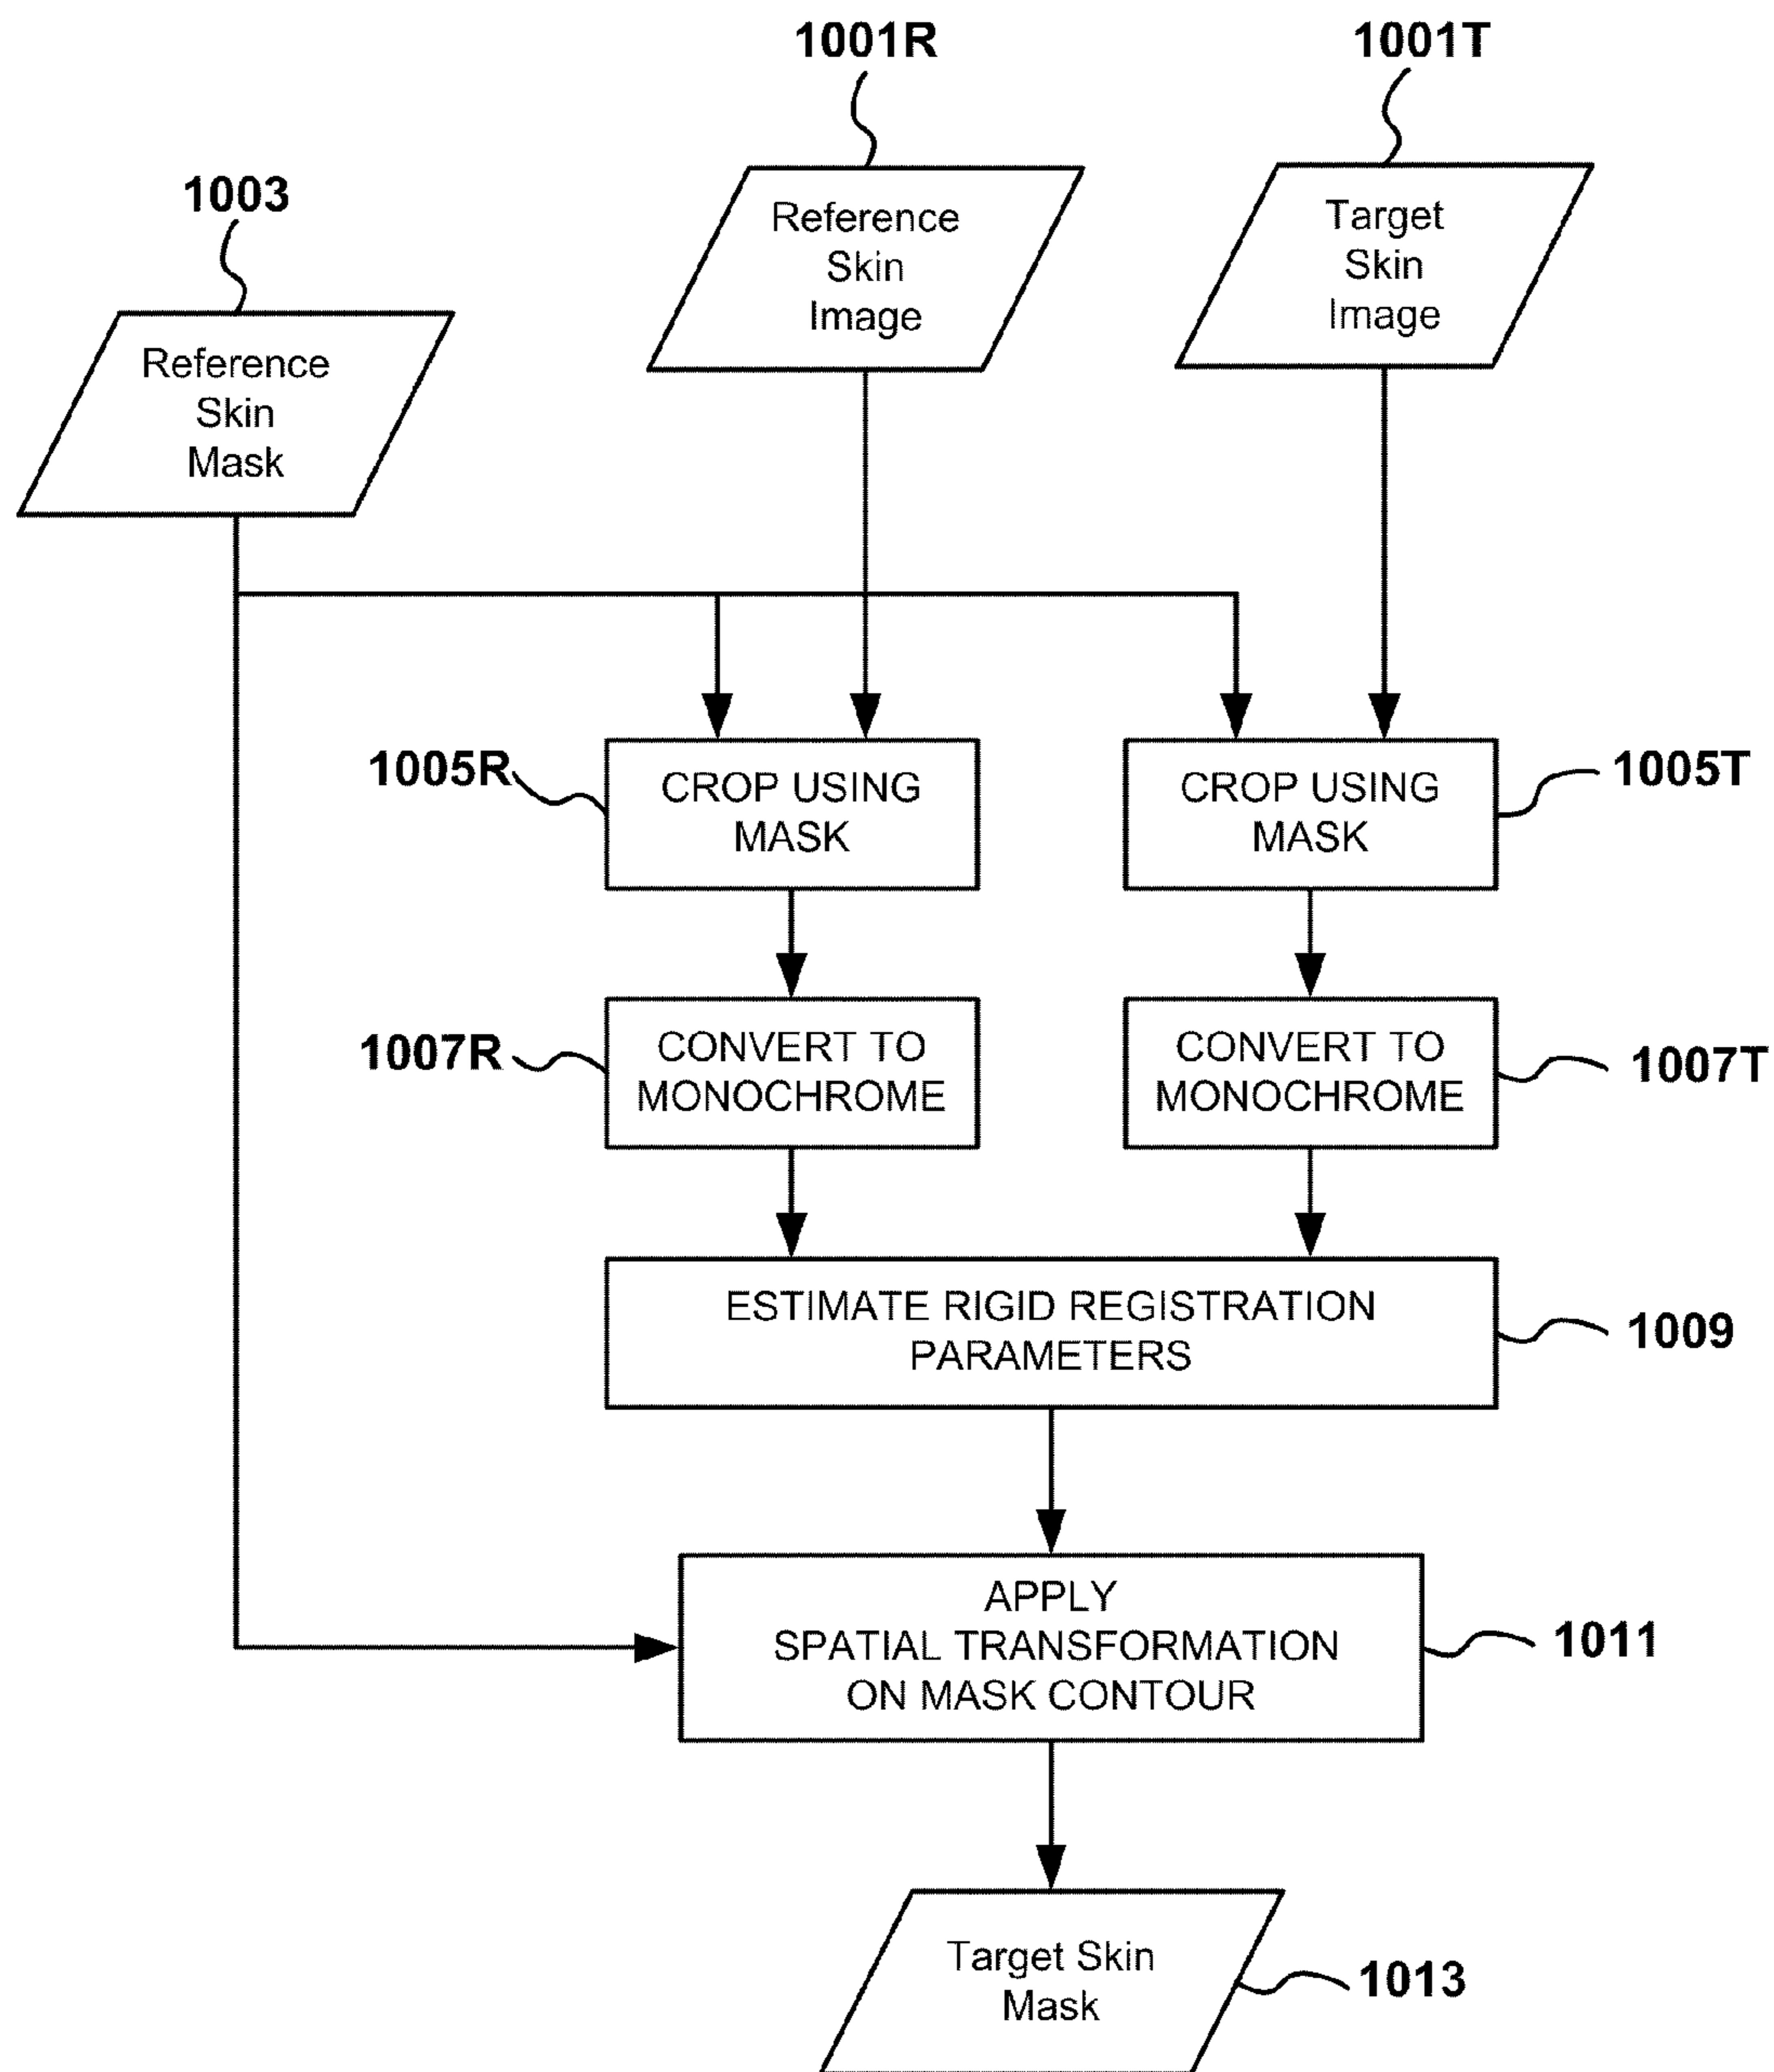 1001R
1001T
1003
Reference
Skin
Image
Target
Skin
Image
Reference
Skin
Mask
1005R
CROP USING
MASK
CROP USING
MASK
1005T
1007R
CONVERT TO
MONOCHROME
CONVERT TO
MONOCHROME
1007T
ESTIMATE RIGID REGISTRATION
PARAMETERS
1009
APPLY
SPATIAL TRANSFORMATION
ON MASK CONTOUR
1011
Target Skin
Mask
1013